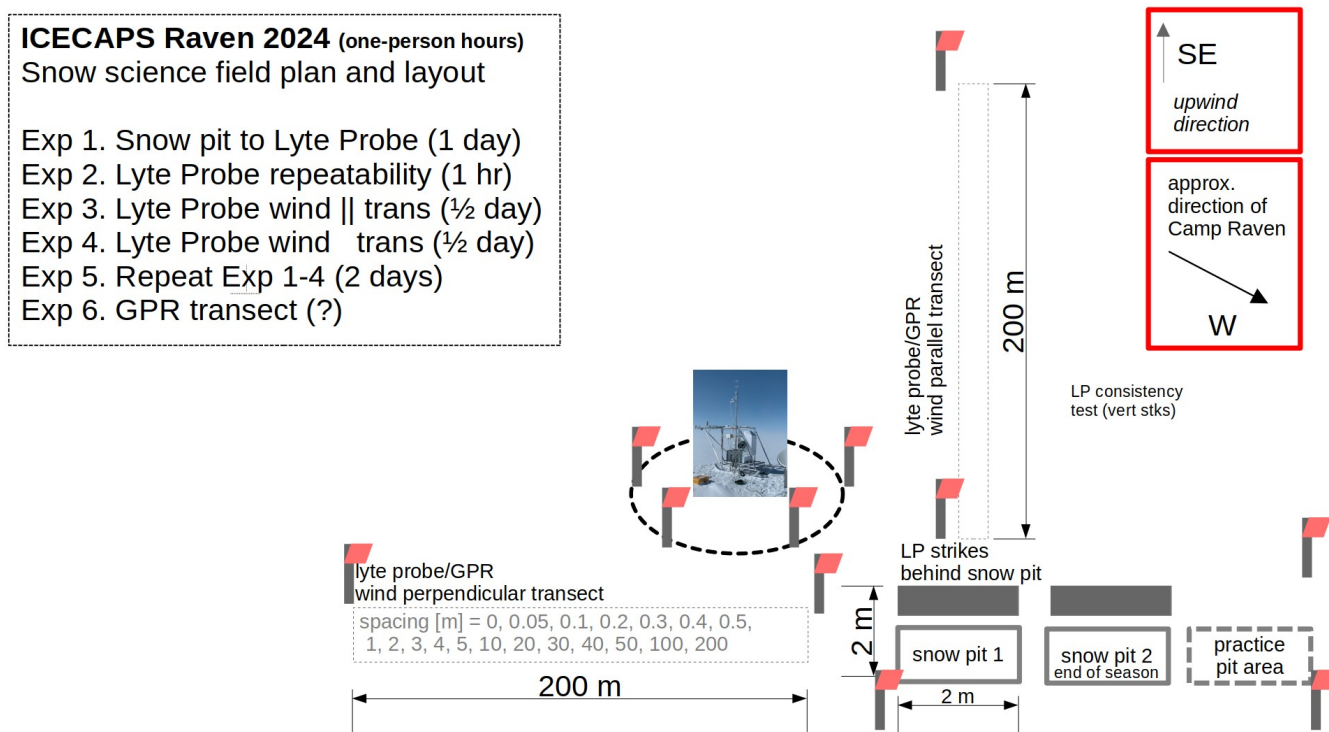 ICECAPS Raven 2024 (one-person hours)
Snow science field plan and layout
Exp 1. Snow pit to Lyte Probe (1 day)
Exp 2. Lyte Probe repeatability (1 hr)
Exp 3. Lyte Probe wind || trans (½ day)
Exp 4. Lyte Probe wind trans (½ day)
Exp 5. Repeat Exp 1-4 (2 days)
Exp 6. GPR transect (?)
SE
upwind
direction
approx.
direction of
Camp Raven
W
lyte probe/GPR
wind parallel transect
200 m
LP consistency
test (vert stks)
lyte probe/GPR
wind perpendicular transect
spacing [m] = 0, 0.05, 0.1, 0.2, 0.3, 0.4, 0.5,
1, 2, 3, 4, 5, 10, 20, 30, 40, 50, 100, 200
200 m
LP strikes
behind snow pit
2 m
snow pit 1
2 m
snow pit 2
end of season
practice
pit area